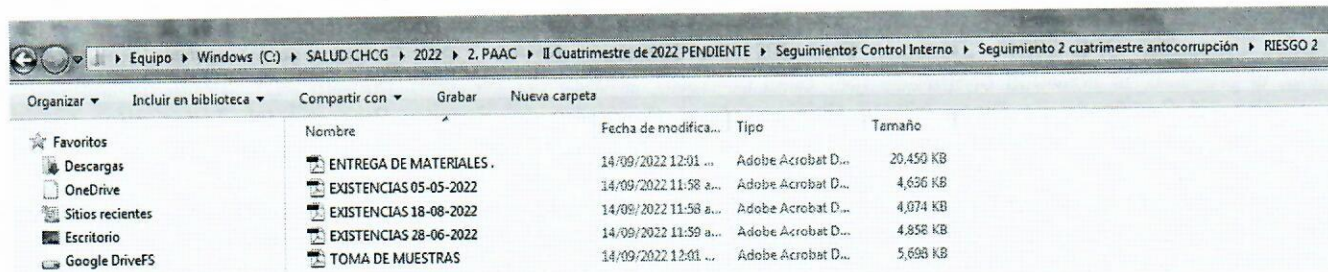 Equipo ▸ Windows (C:) ▸ SALUD CHCG ▸ 2022 ▸ 2. PAAC ▸ II Cuatrimestre de 2022 PENDIENTE ▸ Seguimientos Control Interno ▸ Seguimiento 2 cuatrimestre antocorrupción ▸ RIESGO 2
Organizar ▾ Incluir en biblioteca ▾ Compartir con ▾ Grabar Nueva carpeta
Nombre Fecha de modifica... Tipo Tamaño
Favoritos
Descargas ENTREGA DE MATERIALES . 14/09/2022 12:01 ... Adobe Acrobat D... 20,450 KB
OneDrive EXISTENCIAS 05-05-2022 14/09/2022 11:58 a... Adobe Acrobat D... 4,636 KB
Sitios recientes EXISTENCIAS 18-08-2022 14/09/2022 11:58 a... Adobe Acrobat D... 4,074 KB
Escritorio EXISTENCIAS 28-06-2022 14/09/2022 11:59 a... Adobe Acrobat D... 4,858 KB
Google DriveFS TOMA DE MUESTRAS 14/09/2022 12:01 ... Adobe Acrobat D... 5,698 KB